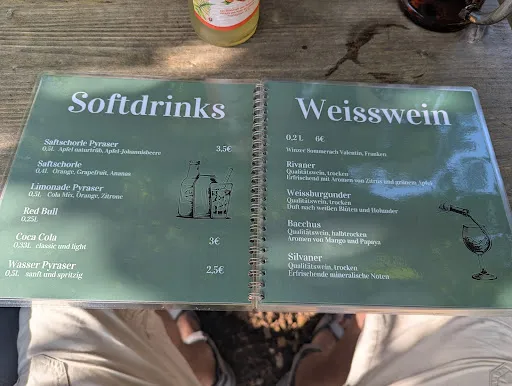 Softdrinks
Saftschorle Pyraser
0,5L Apfel naturtrüb, Apfel-Johannisbeere 3,5€
Saftschorle
0,4L Orange, Grapefruit, Ananas
Limonade Pyraser
0,5L Cola Mix, Orange, Zitrone
Red Bull
0,25L
Coca Cola
0,33L classic und light 3€
Wasser Pyraser
0,5L sanft und spritzig 2,5€
Weisswein
0,2 L 6€
Winzer Sommerach Valentin, Franken
Rivaner
Qualitätswein, trocken
Erfrischend mit Aromen von Zitrus und grünem Apfel
Weissburgunder
Qualitätswein, trocken
Duft nach weißen Blüten und Holunder
Bacchus
Qualitätswein, halbtrocken
Aromen von Mango und Papaya
Silvaner
Qualitätswein, trocken
Erfrischende mineralische Noten